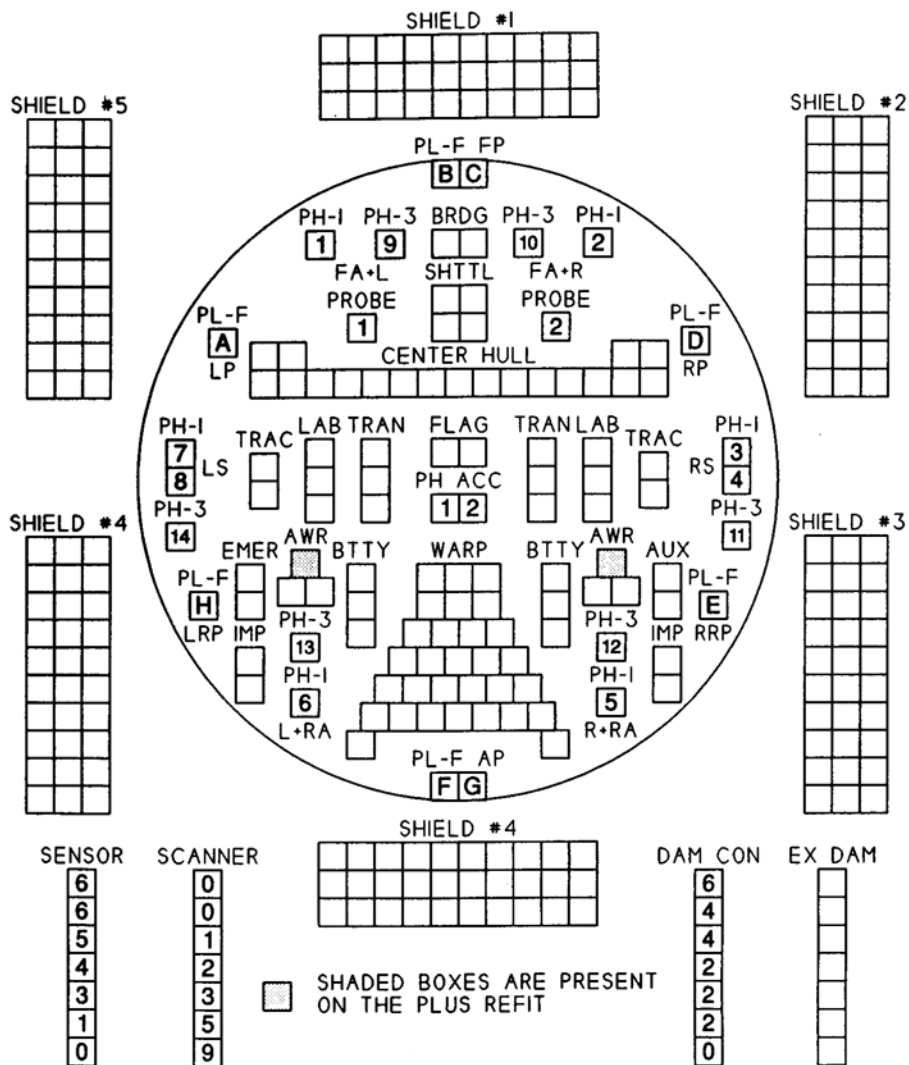 SHIELD #1
SHIELD #5
SHIELD #2
PL-F FP
B C
PH-1 PH-3 BRDG PH-3 PH-1
1 9 10 2
FA+L SHTTL FA+R
PROBE PROBE
1 2
PL-F PL-F
A D
LP RP
CENTER HULL
PH-1 LAB TRAN FLAG TRAN LAB PH-1
TRAC TRAC
7 3
8 LS RS 4
PH ACC
1 2
PH-3 PH-3
14 11
SHIELD #4 SHIELD #3
EMER AWR BTTY WARP BTTY AWR AUX
PL-F PL-F
H E
LRP RRP
IMP PH-3 PH-3 IMP
13 12
PH-1 PH-1
6 5
L+RA R+RA
PL-F AP
F G
SHIELD #4
SENSOR SCANNER DAM CON EX DAM
6 0 6
6 0 4
5 1 4
4 2 2
3 3 2
1 5 2
0 9 0
SHADED BOXES ARE PRESENT
ON THE PLUS REFIT